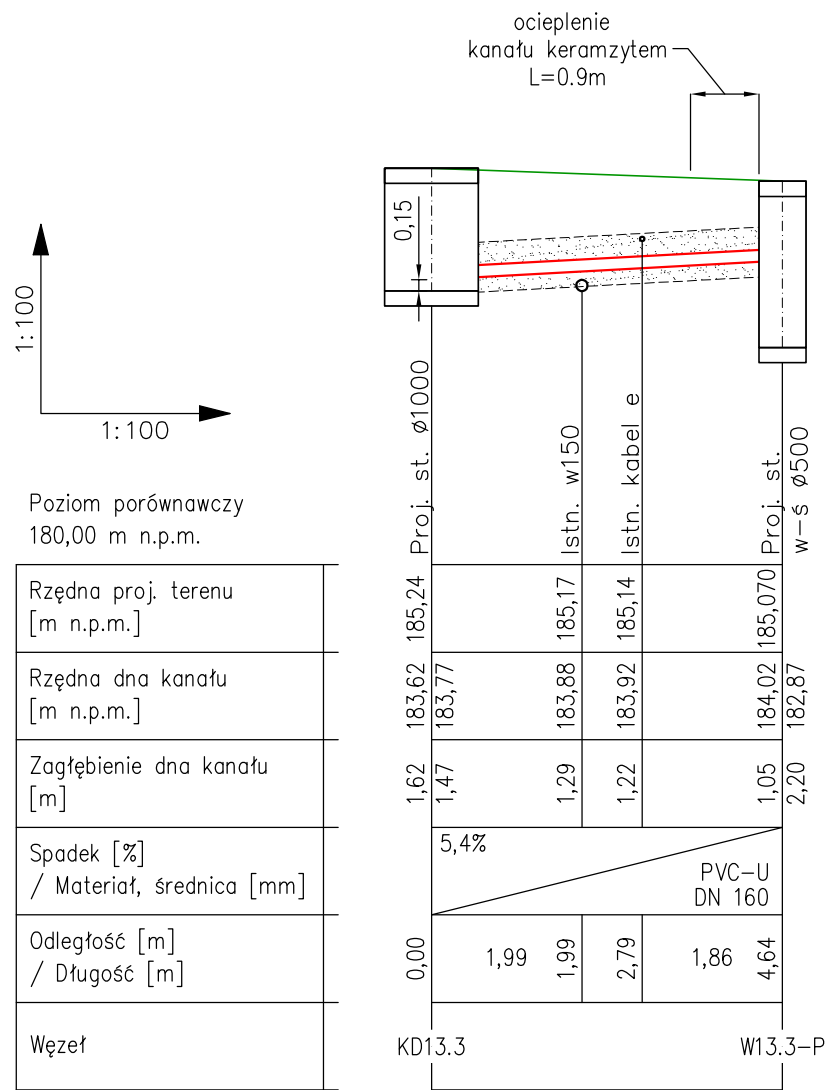 ocieplenie
kanału keramzytem
L=0.9m
0,15
1:100
1:100
Poziom porównawczy
180,00 m n.p.m.
Proj. st. ø1000
Istn. w150
Istn. kabel e
Proj. st.
w-ś ø500
Rzędna proj. terenu
[m n.p.m.]
185,24
185,17
185,14
185,070
Rzędna dna kanału
[m n.p.m.]
183,62
183,77
183,88
183,92
184,02
182,87
Zagłębienie dna kanału
[m]
1,62
1,47
1,29
1,22
1,05
2,20
Spadek [%]
/ Materiał, średnica [mm]
5,4%
PVC-U
DN 160
Odległość [m]
/ Długość [m]
0,00
1,99
1,99
2,79
1,86
4,64
Węzeł
KD13.3
W13.3-P